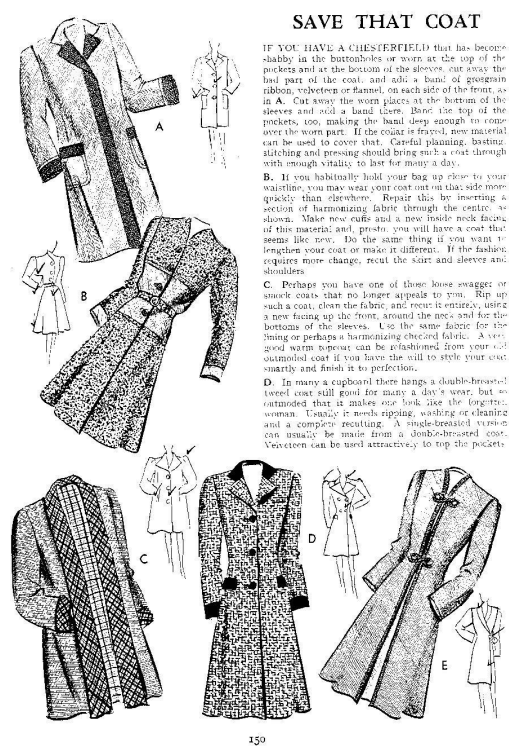 SAVE THAT COAT
IF YOU HAVE A CHESTERFIELD that has become
shabby in the buttonholes or worn at the top of the
pockets and at the bottom of the sleeves, cut away the
bad part of the coat, and add a band of grosgrain
ribbon, velveteen or flannel, on each side of the front, as
in A. Cut away the worn places at the bottom of the
sleeves and add a band there. Band the top of the
pockets, too, making the band deep enough to come
over the worn part. If the collar is frayed, new material
can be used to cover that. Careful planning, basting,
stitching and pressing should bring such a coat through
with enough vitality to last for many a day.
B. If you habitually hold your bag up close to your
waistline, you may wear your coat out on that side more
quickly than elsewhere. Repair this by inserting a
section of harmonizing fabric through the centre, as
shown. Make new cuffs and a new inside neck facing
of this material and, presto, you will have a coat that
seems like new. Do the same thing if you want to
lengthen your coat or make it different. If the fashion
requires more change, recut the skirt and sleeves and
shoulders
C. Perhaps you have one of those loose swagger or
smock coats that no longer appeals to you. Rip up
such a coat, clean the fabric, and recut it entirely, using
a new facing up the front, around the neck and for the
bottoms of the sleeves. Use the same fabric for the
lining or perhaps a harmonizing checked fabric. A very
good warm topcoat can be refashioned from your old
outmoded coat if you have the will to style your coat
smartly and finish it to perfection.
D. In many a cupboard there hangs a double-breasted
tweed coat still good for many a day's wear, but so
outmoded that it makes one look like the forgotten
woman. Usually it needs ripping, washing or cleaning
and a complete recutting. A single-breasted version
can usually be made from a double-breasted coat.
Velveteen can be used attractively to top the pockets
A
B
C
D
E
150